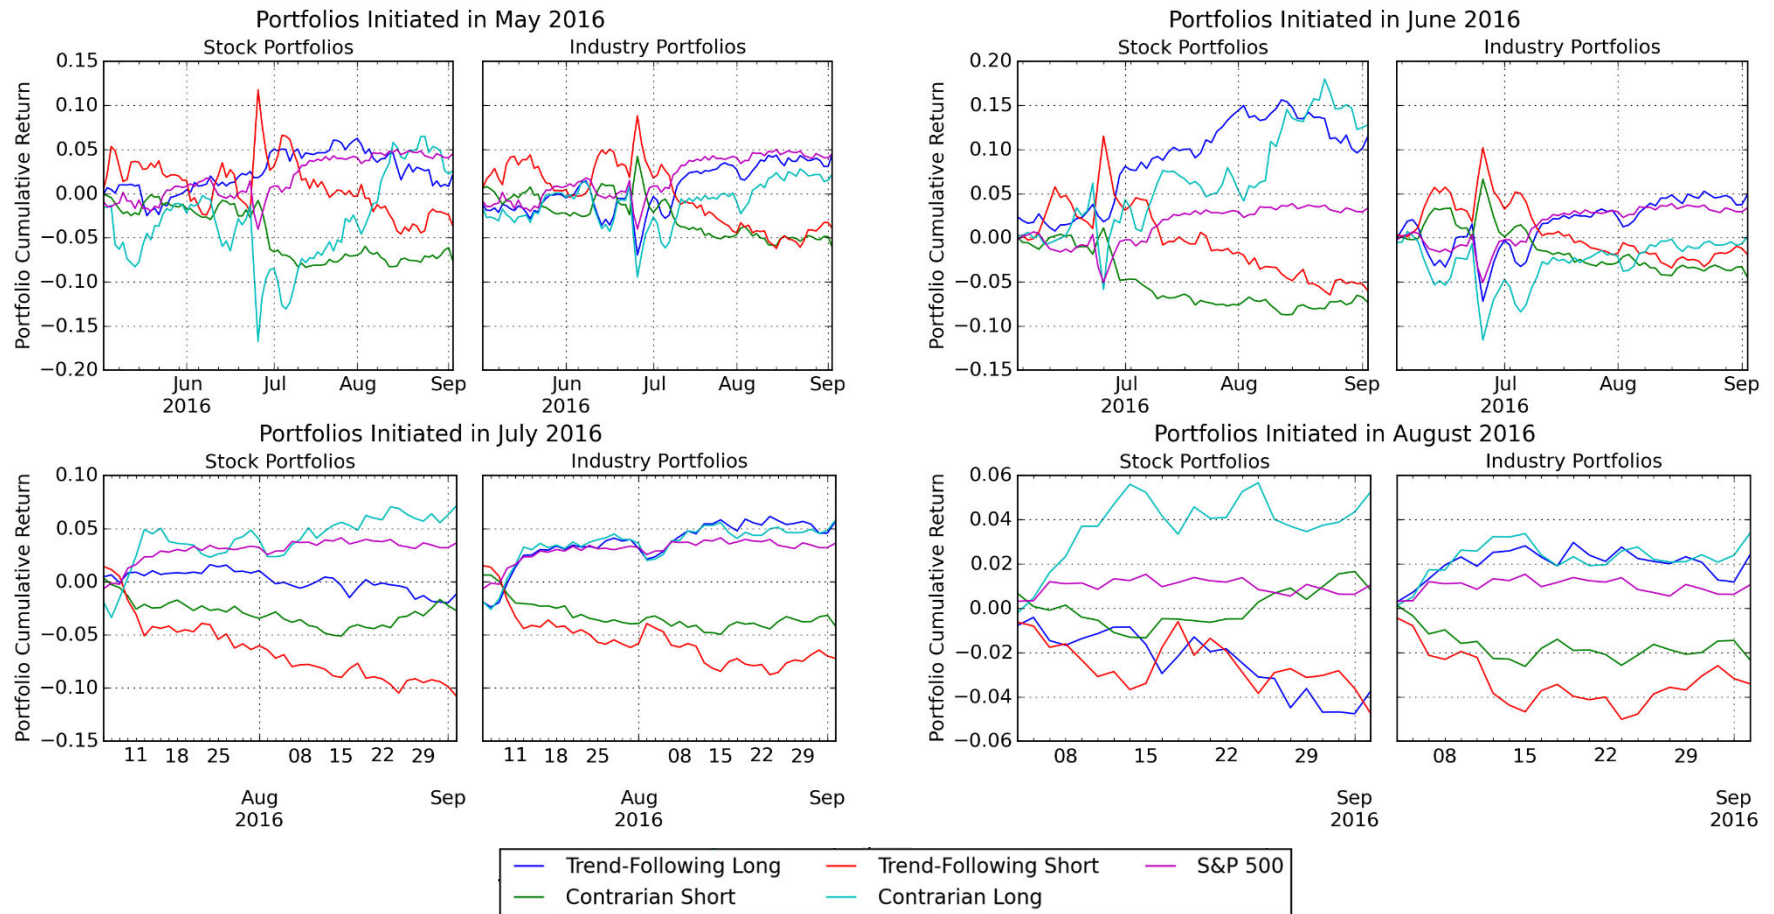 Portfolios Initiated in May 2016
Stock Portfolios
Industry Portfolios
Portfolio Cumulative Return
0.15
0.10
0.05
0.00
−0.05
−0.10
−0.15
−0.20
Jun
2016
Jul
Aug
Sep
Jun
2016
Jul
Aug
Sep
Portfolios Initiated in June 2016
Stock Portfolios
Industry Portfolios
Portfolio Cumulative Return
0.20
0.15
0.10
0.05
0.00
−0.05
−0.10
−0.15
Jul
2016
Aug
Sep
Jul
2016
Aug
Sep
Portfolios Initiated in July 2016
Stock Portfolios
Industry Portfolios
Portfolio Cumulative Return
0.10
0.05
0.00
−0.05
−0.10
−0.15
11 18 25 08 15 22 29
Aug
2016
Sep
11 18 25 08 15 22 29
Aug
2016
Sep
Portfolios Initiated in August 2016
Stock Portfolios
Industry Portfolios
Portfolio Cumulative Return
0.06
0.04
0.02
0.00
−0.02
−0.04
−0.06
08 15 22 29
Sep
2016
08 15 22 29
Sep
2016
Trend-Following Long
Trend-Following Short
S&P 500
Contrarian Short
Contrarian Long